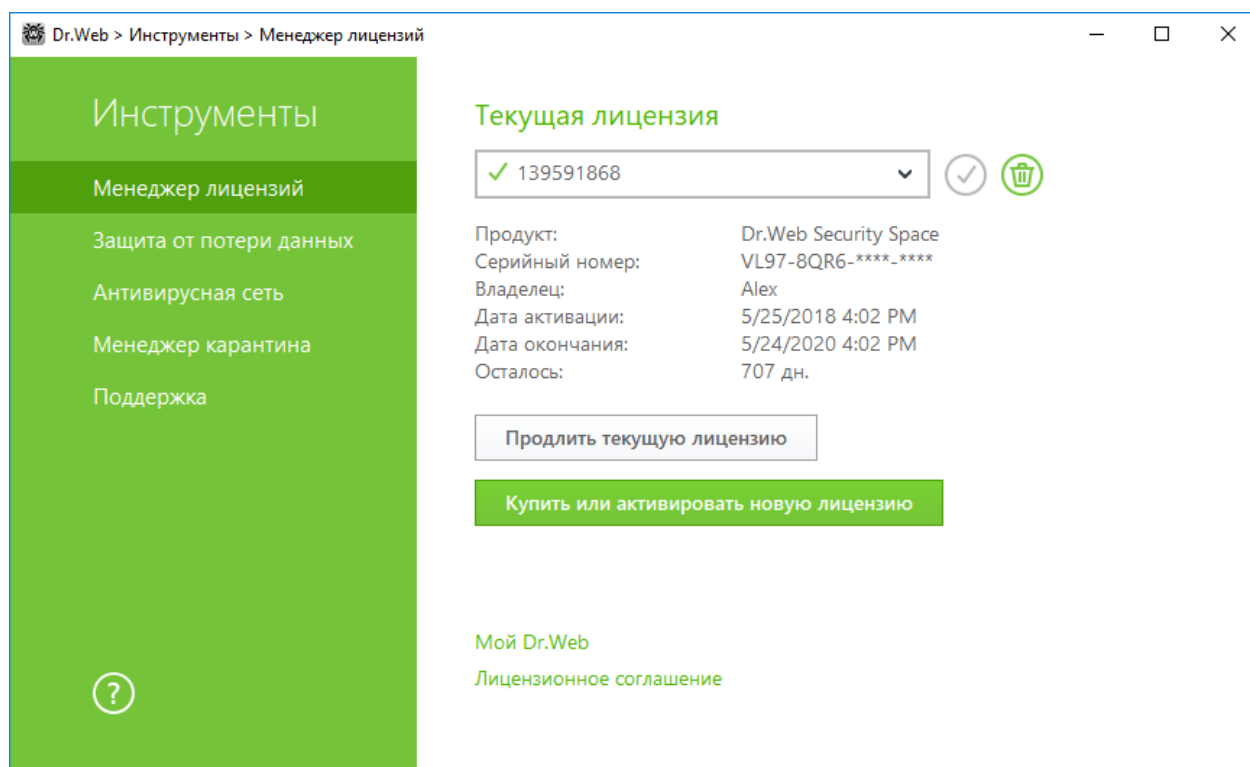 Dr.Web > Инструменты > Менеджер лицензий
Инструменты
Менеджер лицензий
Защита от потери данных
Антивирусная сеть
Менеджер карантина
Поддержка
?
Текущая лицензия
139591868
Продукт: Dr.Web Security Space
Серийный номер: VL97-8QR6-****-****
Владелец: Alex
Дата активации: 5/25/2018 4:02 PM
Дата окончания: 5/24/2020 4:02 PM
Осталось: 707 дн.
Продлить текущую лицензию
Купить или активировать новую лицензию
Мой Dr.Web
Лицензионное соглашение